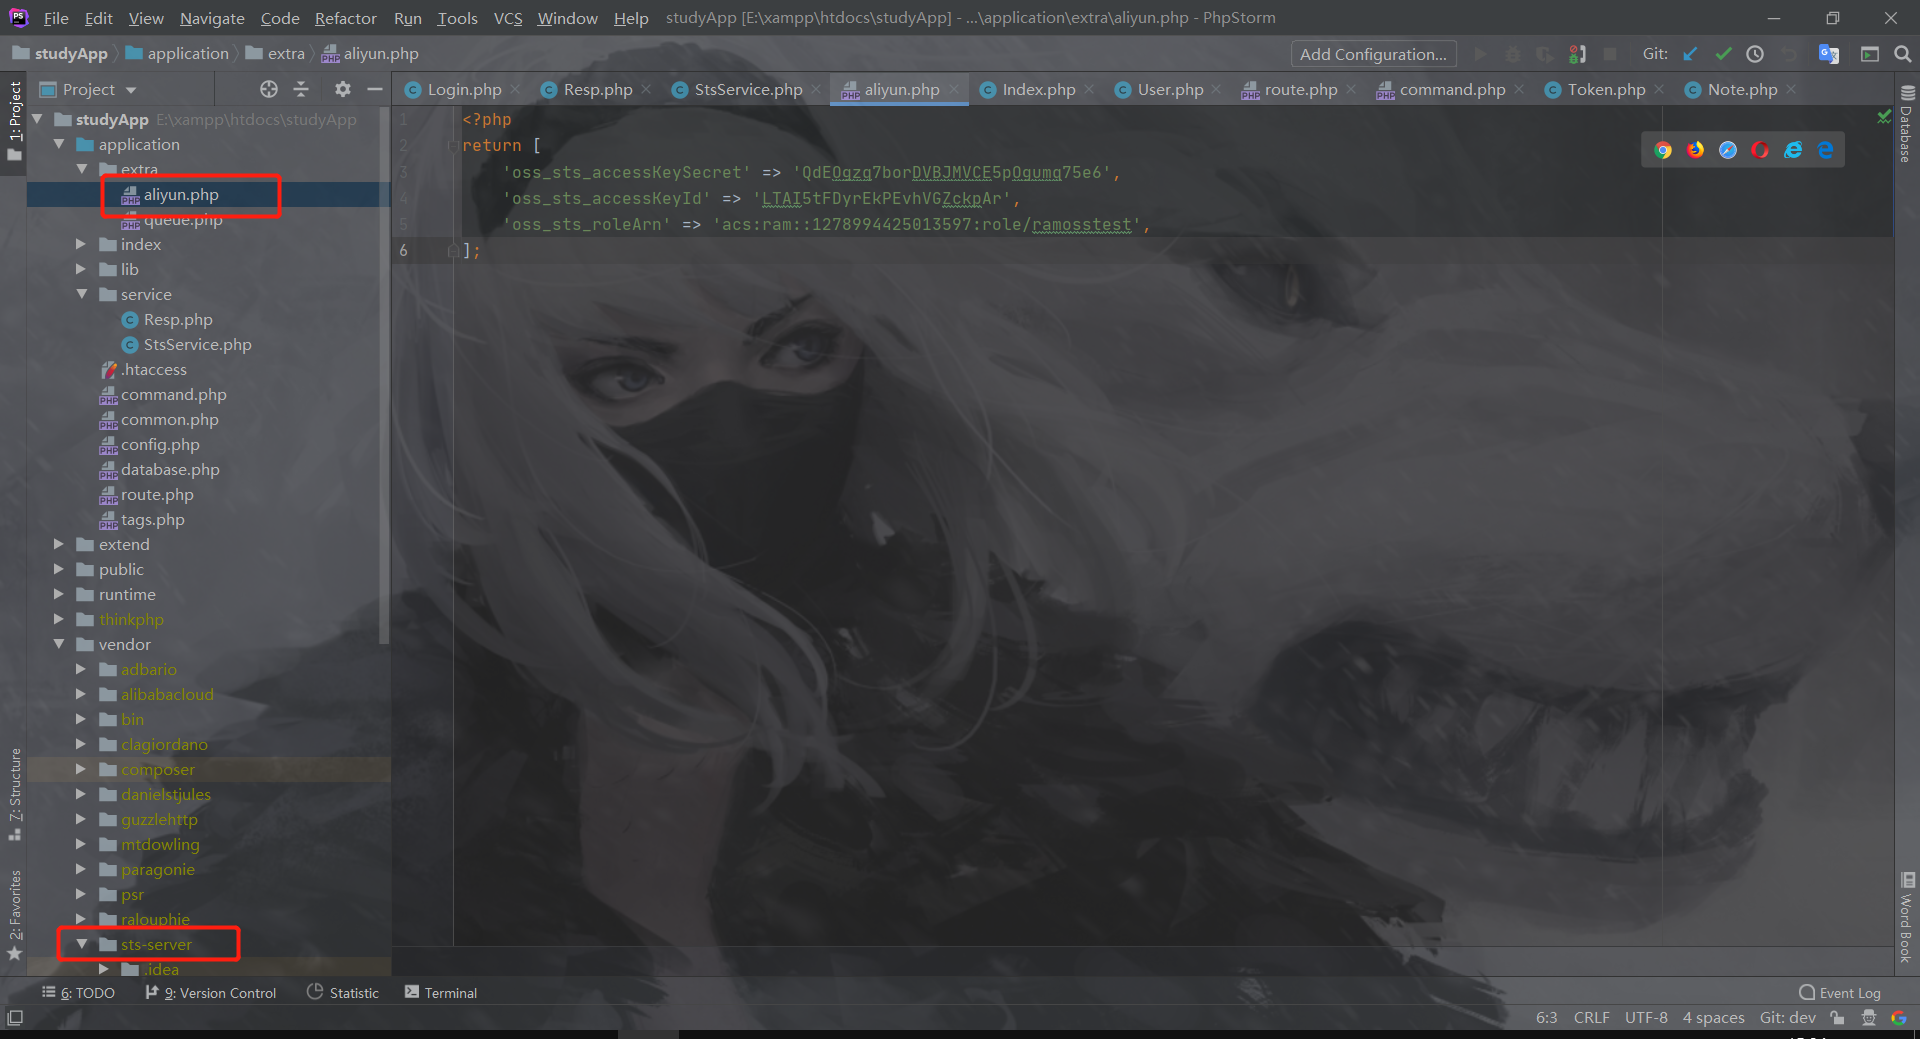 File Edit View Navigate Code Refactor Run Tools VCS Window Help studyApp [E:\xampp\htdocs\studyApp] - ...\application\extra\aliyun.php - PhpStorm
studyApp application extra aliyun.php Add Configuration... Git:
Project
Login.php Resp.php StsService.php aliyun.php Index.php User.php route.php command.php Token.php Note.php
1: Project
7: Structure
2: Favorites
studyApp E:\xampp\htdocs\studyApp
application
extra
aliyun.php
queue.php
index
lib
service
Resp.php
StsService.php
.htaccess
command.php
common.php
config.php
database.php
route.php
tags.php
extend
public
runtime
thinkphp
vendor
adbario
alibabacloud
bin
clagiordano
composer
danielstjules
guzzlehttp
mtdowling
paragonie
psr
ralouphie
sts-server
.idea
1 <?php
2 return [
3 'oss_sts_accessKeySecret' => 
4 'oss_sts_accessKeyId' => 'LTAI5tFDyrEkPEvhVGZckpAr',
5 'oss_sts_roleArn' => 'acs:ram::1278994425013597:role/ramosstest',
6 ];
Database
Word Book
6: TODO 9: Version Control Statistic Terminal Event Log
6:3 CRLF UTF-8 4 spaces Git: dev